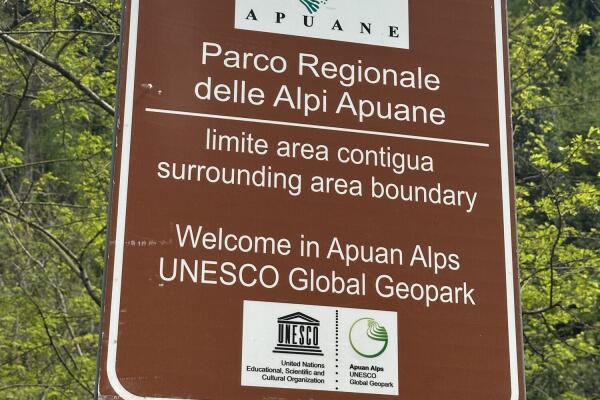 APUANE
Parco Regionale
delle Alpi Apuane
limite area contigua
surrounding area boundary
Welcome in Apuan Alps
UNESCO Global Geopark
UNESCO
United Nations
Educational, Scientific and
Cultural Organization
Apuan Alps
UNESCO
Global Geopark